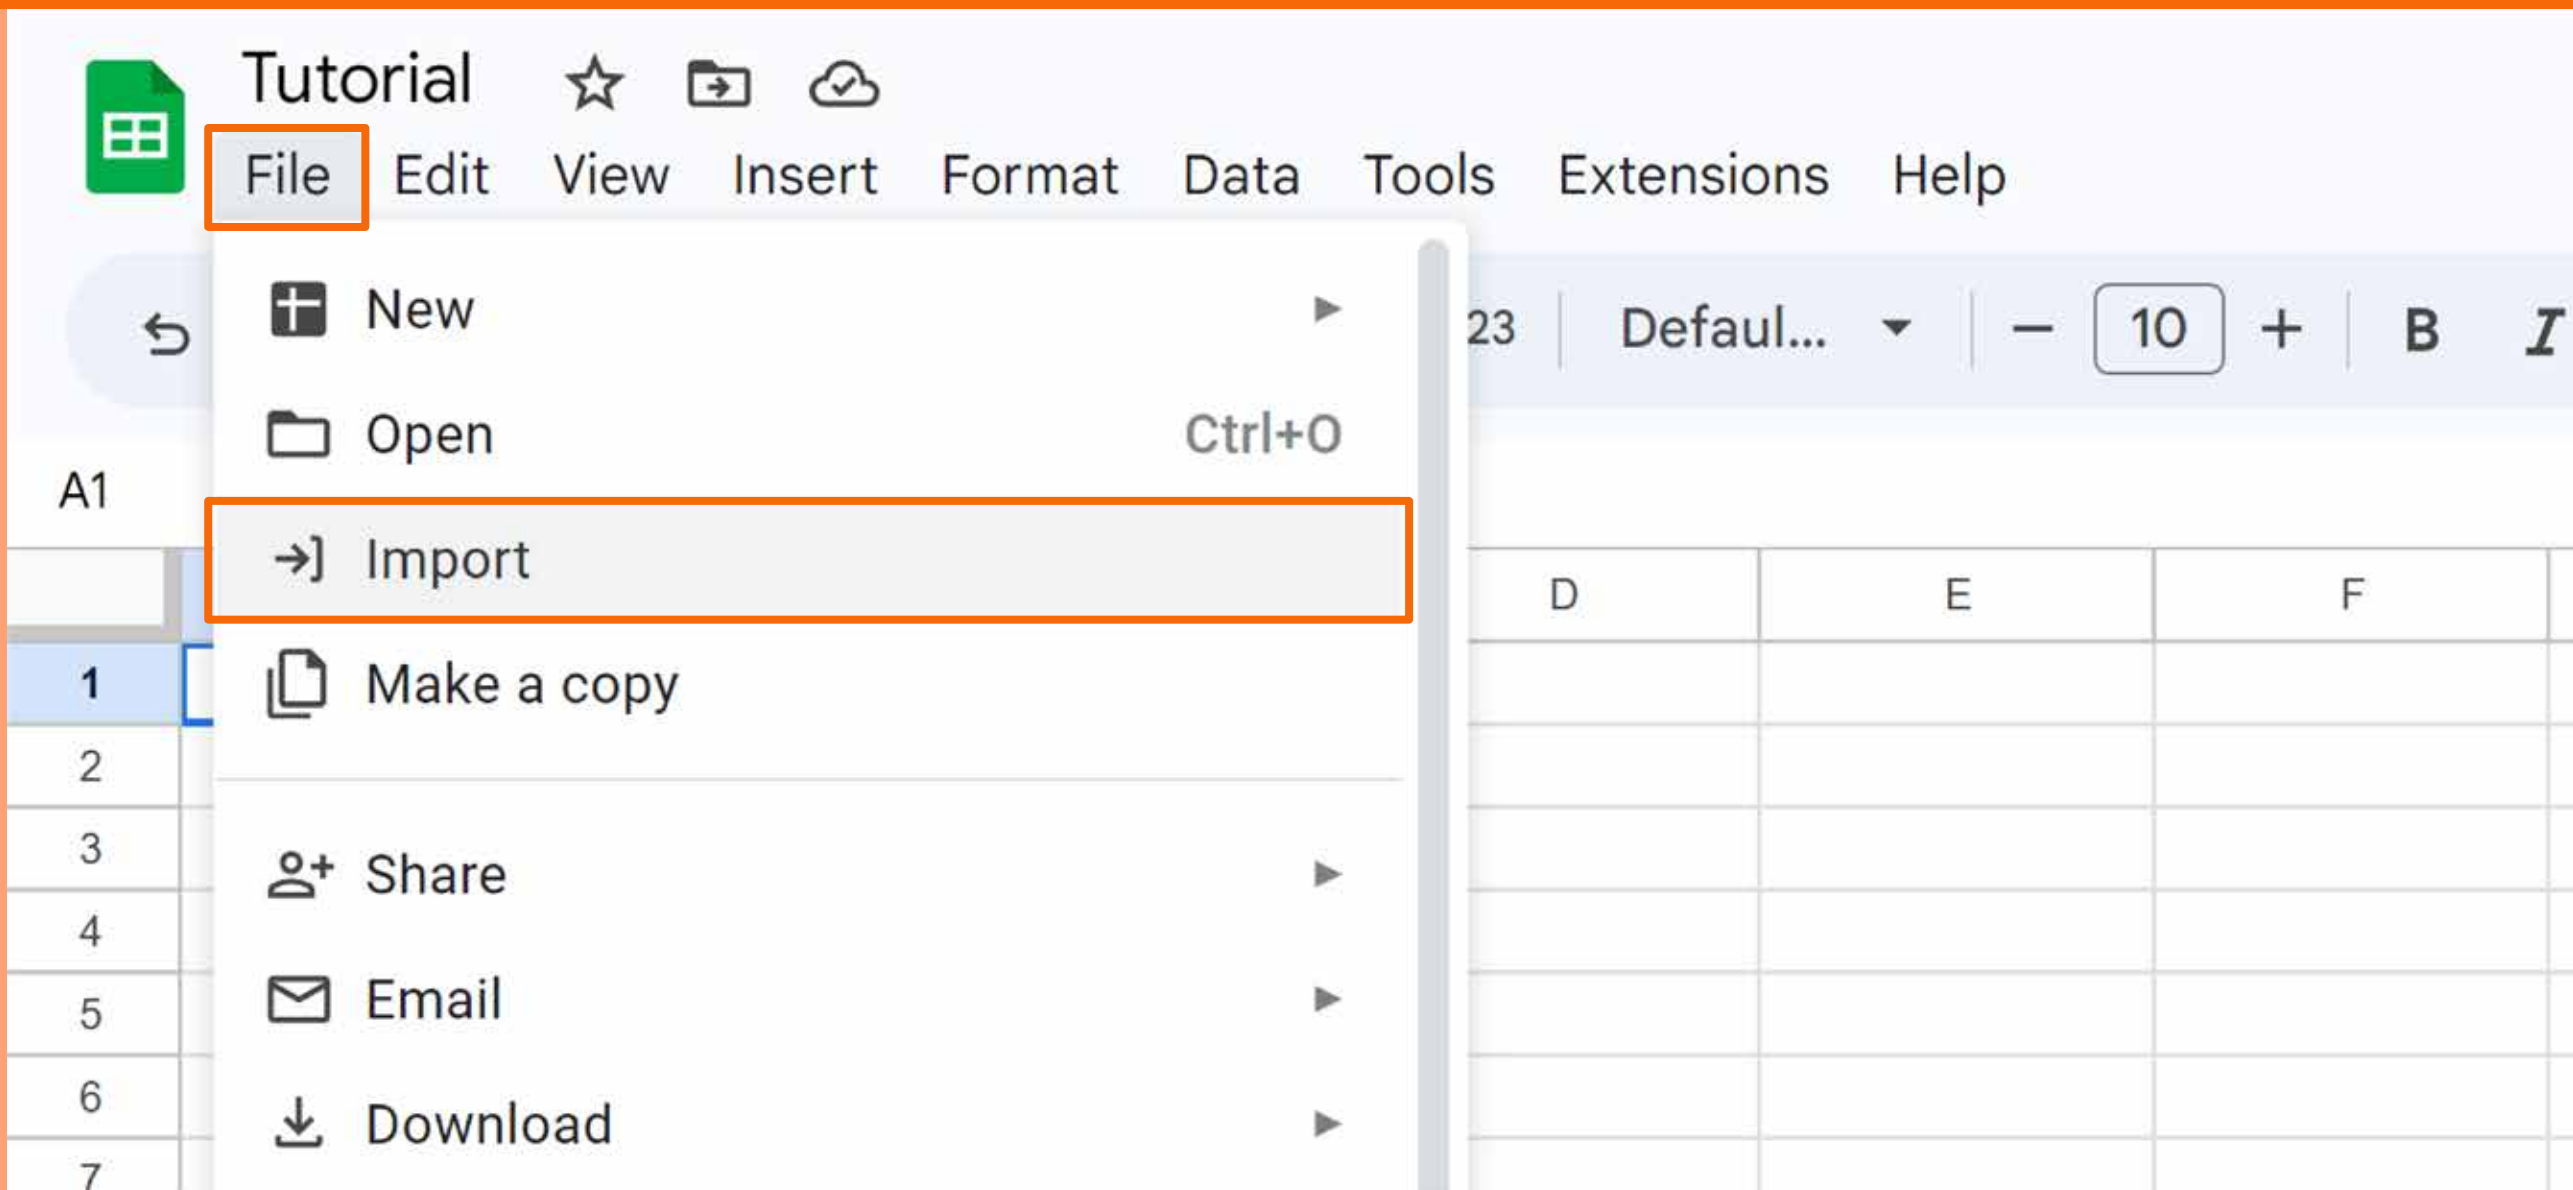 Tutorial
File Edit View Insert Format Data Tools Extensions Help
New
23 Defaul... 10 B I
Open Ctrl+O
A1
Import
D E F
1
Make a copy
2
3
Share
4
5
Email
6
Download
7